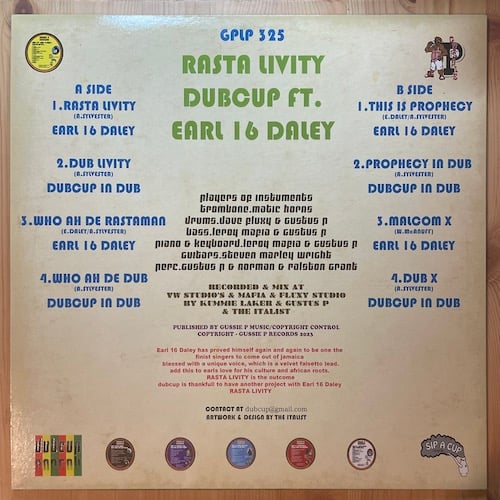 GPLP 325
RASTA LIVITY
DUBCUP FT.
EARL 16 DALEY
A SIDE
1.RASTA LIVITY
(A.SYLVESTER)
EARL 16 DALEY
2.DUB LIVITY
(A.SYLVESTER)
DUBCUP IN DUB
3.WHO AH DE RASTAMAN
(E.DALEY/A.SYLVESTER)
EARL 16 DALEY
4.WHO AH DE DUB
(A.SYLVESTER)
DUBCUP IN DUB
B SIDE
1.THIS IS PROPHECY
(E.DALEY/A.SYLVESTER)
EARL 16 DALEY
2.PROPHECY IN DUB
(A.SYLVESTER)
DUBCUP IN DUB
3.MALCOM X
(W.McANUFF)
EARL 16 DALEY
4.DUB X
(A.SYLVESTER)
DUBCUP IN DUB
players of instuments
trombone.matic horns
drums.dave fluxy & gustus p
bass.leroy mafia & gustus p
piano & keyboard.leroy mafia & gustus p
guitars.steven marley wright
perc.gustus p & norman & ralston grant
RECORDED & MIX AT
VW STUDIO'S & MAFIA & FLUXY STUDIO
BY KUMMIE LAKER & GUSTUS P
& THE ITALIST
PUBLISHED BY GUSSIE P MUSIC/COPYRIGHT CONTROL
COPYRIGHT - GUSSIE P RECORDS 2023
Earl 16 Daley has proved himself again and again to be one the
finist singers to come out of jamaica
blessed with a unique voice, which is a velvet falsetto lead.
add this to earls love for his culture and african roots.
RASTA LIVITY is the outcome
dubcup is thankfull to have another project with Earl 16 Daley
RASTA LIVITY
CONTACT AT dubcup@gmail.com
ARTWORK & DESIGN BY THE ITALIST
dubcup
SIP A CUP